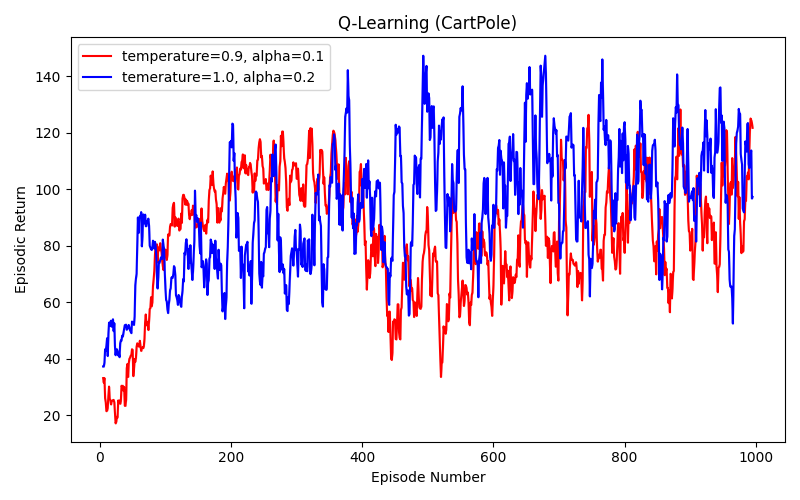 Q-Learning (CartPole)
temperature=0.9, alpha=0.1
temerature=1.0, alpha=0.2
140
120
100
80
60
40
20
Episodic Return
0
200
400
600
800
1000
Episode Number